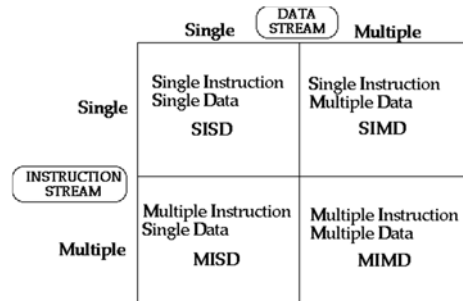 DATA
STREAM
Single
Multiple
Single
Single Instruction
Single Data
SISD
Single Instruction
Multiple Data
SIMD
INSTRUCTION
STREAM
Multiple
Multiple Instruction
Single Data
MISD
Multiple Instruction
Multiple Data
MIMD